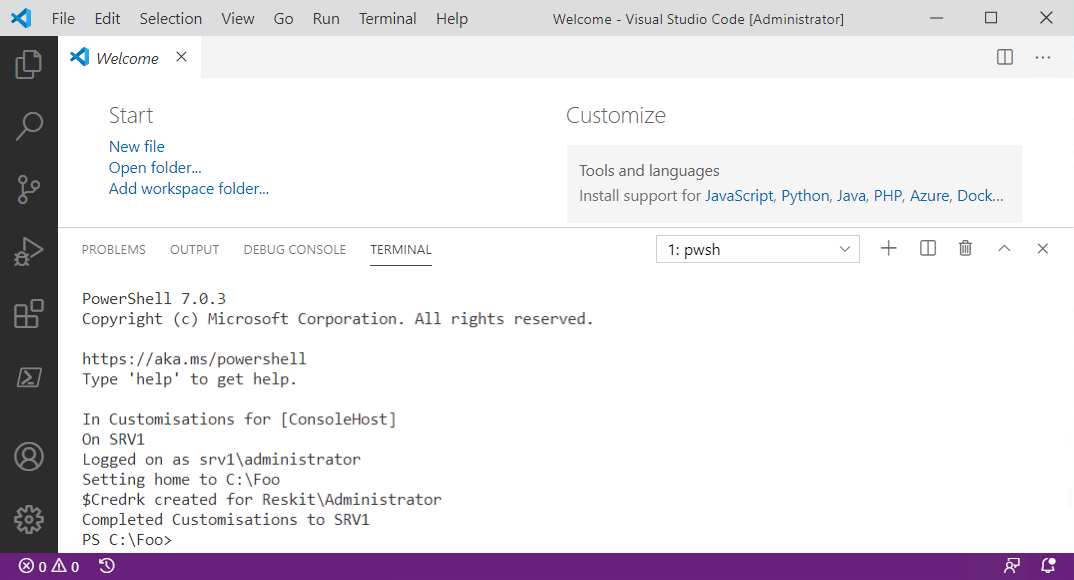 File Edit Selection View Go Run Terminal Help Welcome - Visual Studio Code [Administrator]
Welcome
Start
New file
Open folder...
Add workspace folder...
Customize
Tools and languages
Install support for JavaScript, Python, Java, PHP, Azure, Dock...
PROBLEMS OUTPUT DEBUG CONSOLE TERMINAL 1: pwsh
PowerShell 7.0.3
Copyright (c) Microsoft Corporation. All rights reserved.
https://aka.ms/powershell
Type 'help' to get help.
In Customisations for [ConsoleHost]
On SRV1
Logged on as srv1\administrator
Setting home to C:\Foo
$Credrk created for Reskit\Administrator
Completed Customisations to SRV1
PS C:\Foo>
0 0